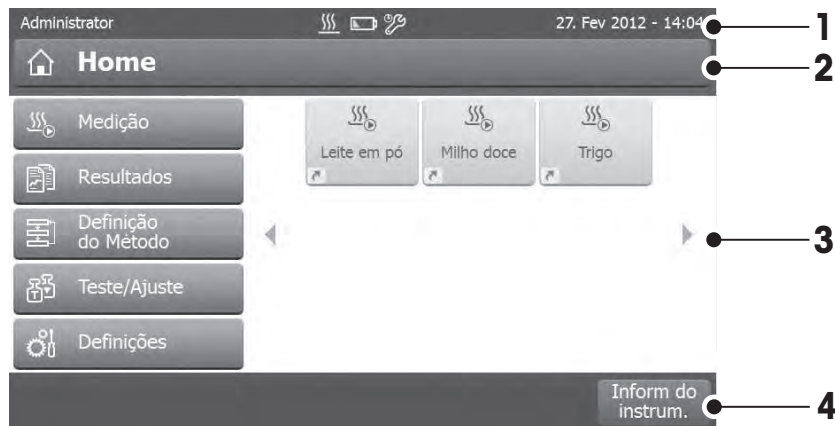 Administrator
27. Fev 2012 - 14:04
1
Home
2
Medição
Leite em pó
Milho doce
Trigo
Resultados
Definição
do Método
3
Teste/Ajuste
Definições
Inform do
instrum.
4